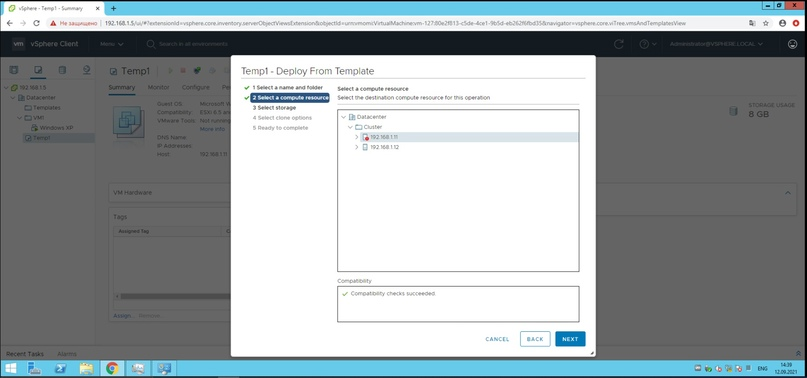 vSphere - Temp1 - Summary
Не защищено
192.168.1.5/ui/#?extensionId=vsphere.core.inventory.serverObjectViewsExtension&objectId=urn:vmomi:VirtualMachine:vm-127:80e2f813-c5de-4ce1-9b5d-eb262f6fbd35&navigator=vsphere.core.viTree.vmsAndTemplatesView
vm vSphere Client Menu Search in all environments Administrator@VSPHERE.LOCAL
192.168.1.5
Datacenter
Templates
VM1
Windows XP
Temp1
Temp1
Summary Monitor Configure
Guest OS: Microsoft W
Compatibility: ESXi 6.5 an
VMware Tools: Not running
More info
DNS Name:
IP Addresses:
Host: 192.168.1.11
STORAGE USAGE
8 GB
VM Hardware
Tags
Assigned Tag
Assign... Remove...
Temp1 - Deploy From Template
1 Select a name and folder
2 Select a compute resource
3 Select storage
4 Select clone options
5 Ready to complete
Select a compute resource
Select the destination compute resource for this operation
Datacenter
Cluster
192.168.1.11
192.168.1.12
Compatibility
Compatibility checks succeeded.
CANCEL BACK NEXT
Recent Tasks Alarms
14:39
12.09.2021